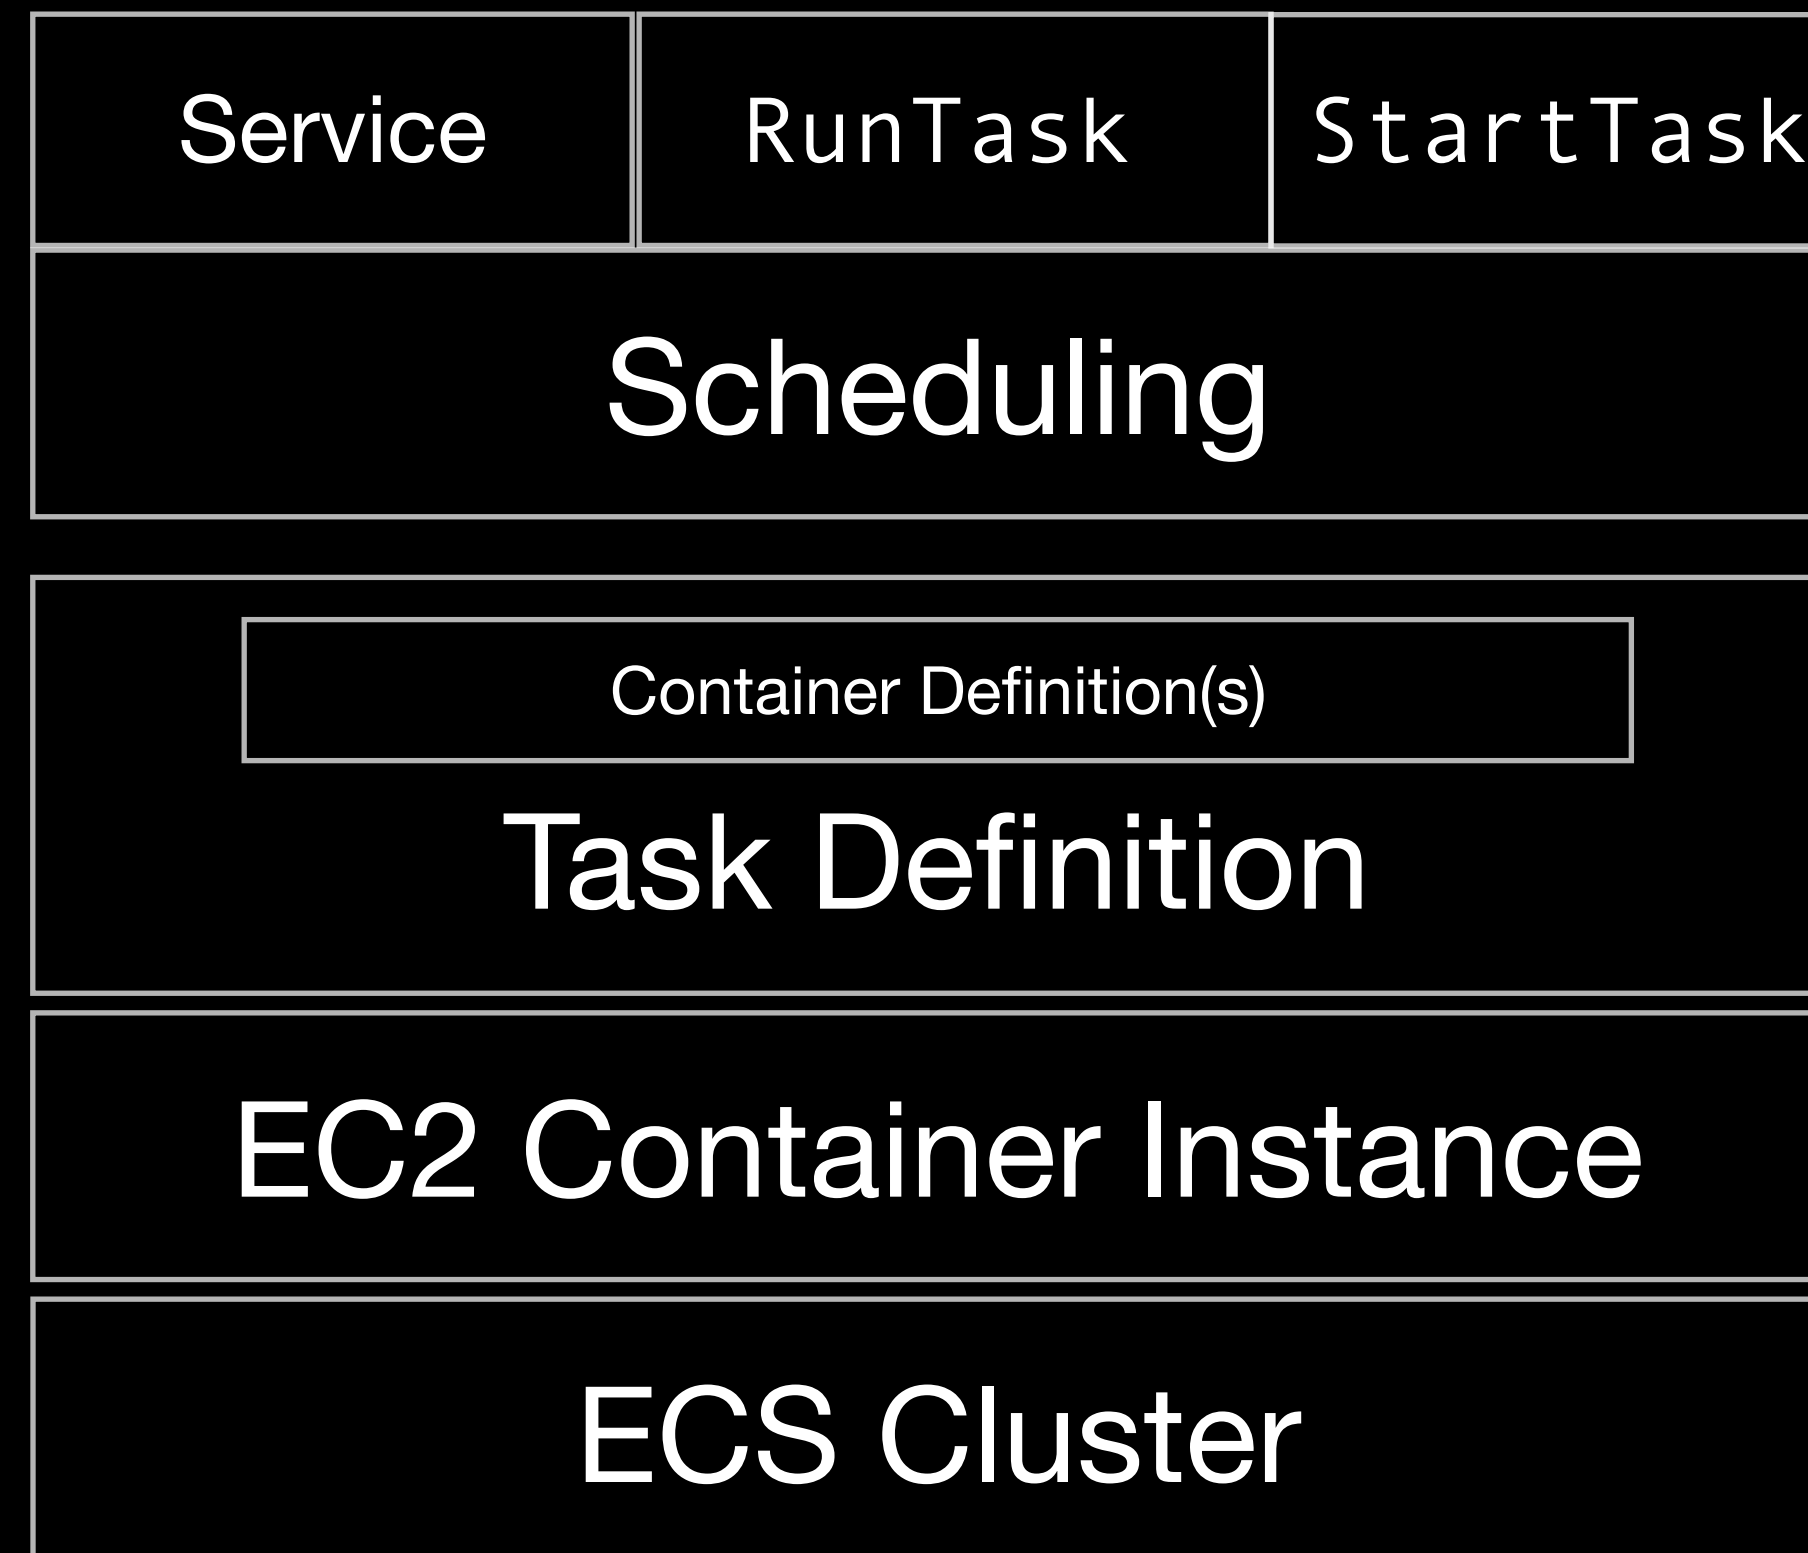 Service
RunTask
StartTask
Scheduling
Container Definition(s)
Task Definition
EC2 Container Instance
ECS Cluster